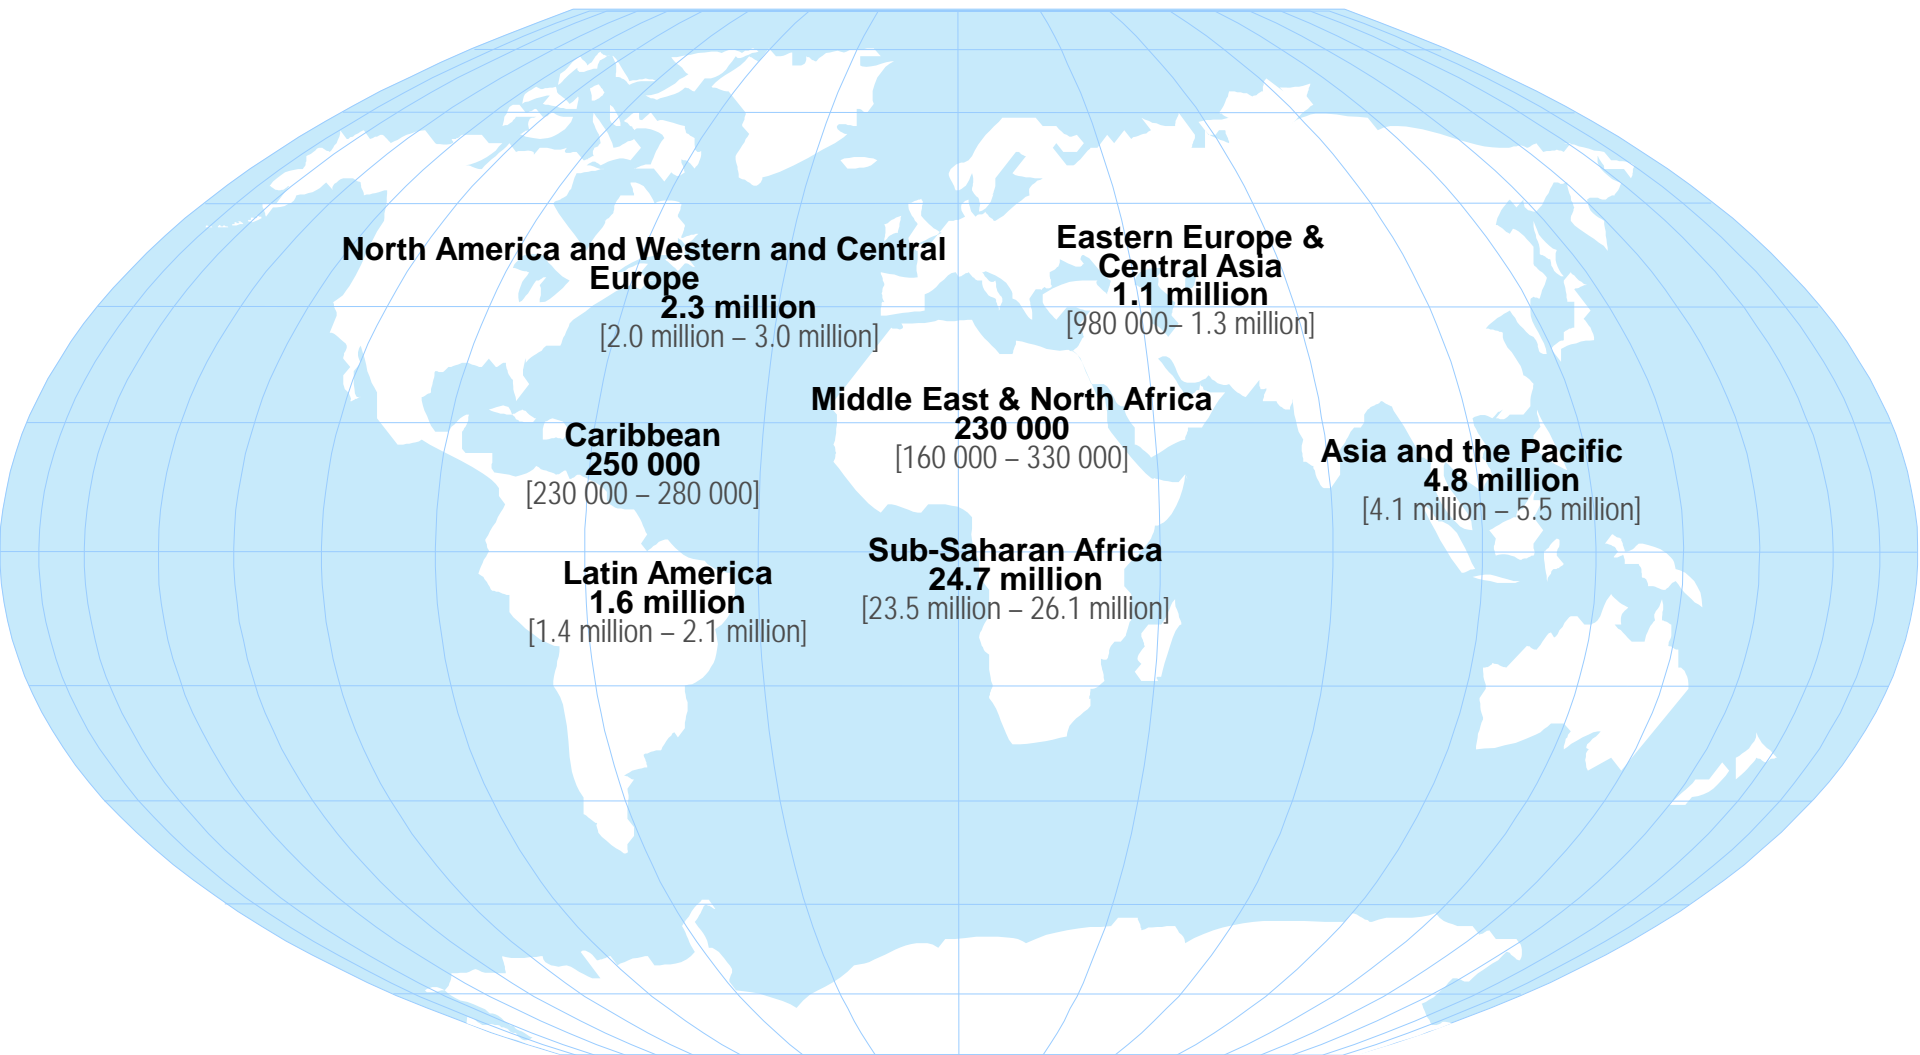 North America and Western and Central
Europe
2.3 million
[2.0 million – 3.0 million]
Eastern Europe &
Central Asia
1.1 million
[980 000– 1.3 million]
Middle East & North Africa
230 000
[160 000 – 330 000]
Caribbean
250 000
[230 000 – 280 000]
Asia and the Pacific
4.8 million
[4.1 million – 5.5 million]
Sub-Saharan Africa
24.7 million
[23.5 million – 26.1 million]
Latin America
1.6 million
[1.4 million – 2.1 million]